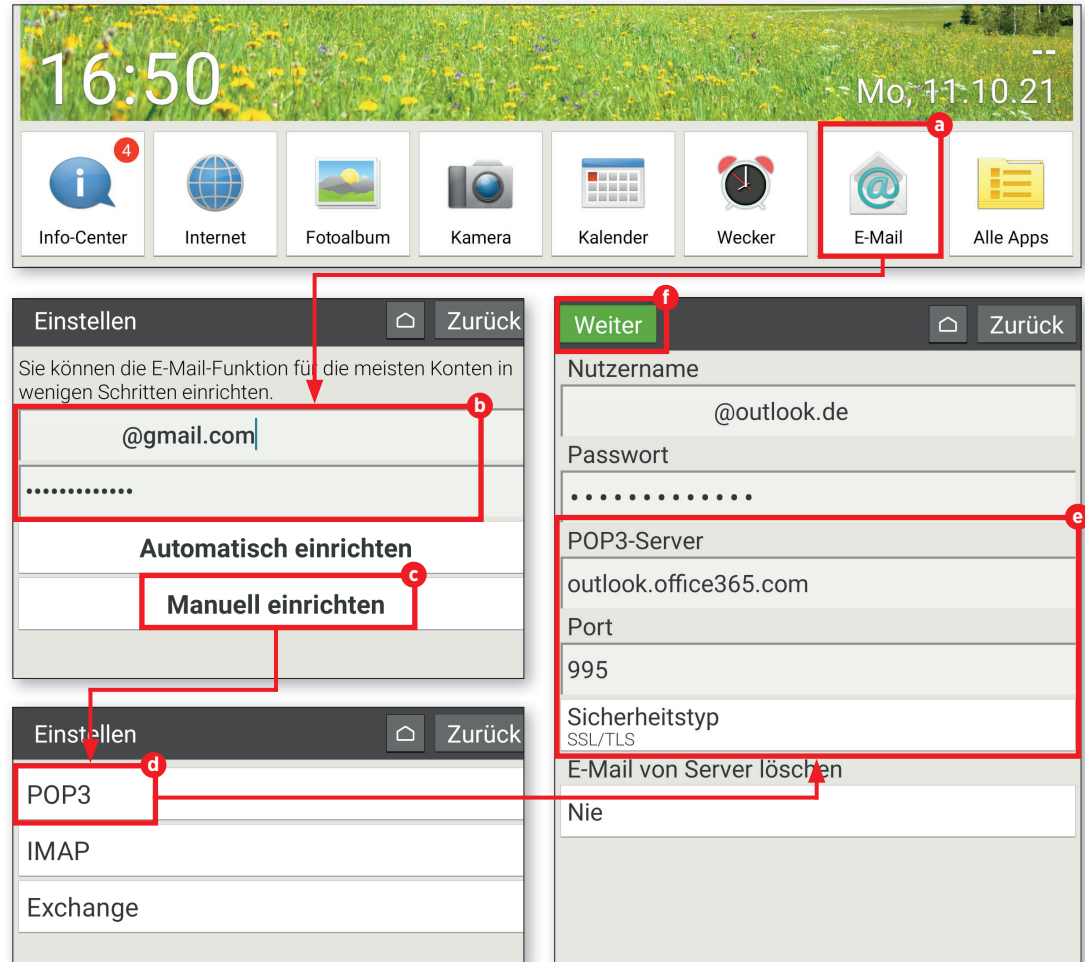 16:50
--
Mo, 11.10.21
a
4
Info-Center
Internet
Fotoalbum
Kamera
Kalender
Wecker
E-Mail
Alle Apps
Einstellen
Zurück
Sie können die E-Mail-Funktion für die meisten Konten in
wenigen Schritten einrichten.
b
@gmail.com
•••••••••••••
Automatisch einrichten
c
Manuell einrichten
Einstellen
Zurück
d
POP3
IMAP
Exchange
f
Weiter
Zurück
Nutzername
@outlook.de
Passwort
•••••••••••••
e
POP3-Server
outlook.office365.com
Port
995
Sicherheitstyp
SSL/TLS
E-Mail von Server löschen
Nie